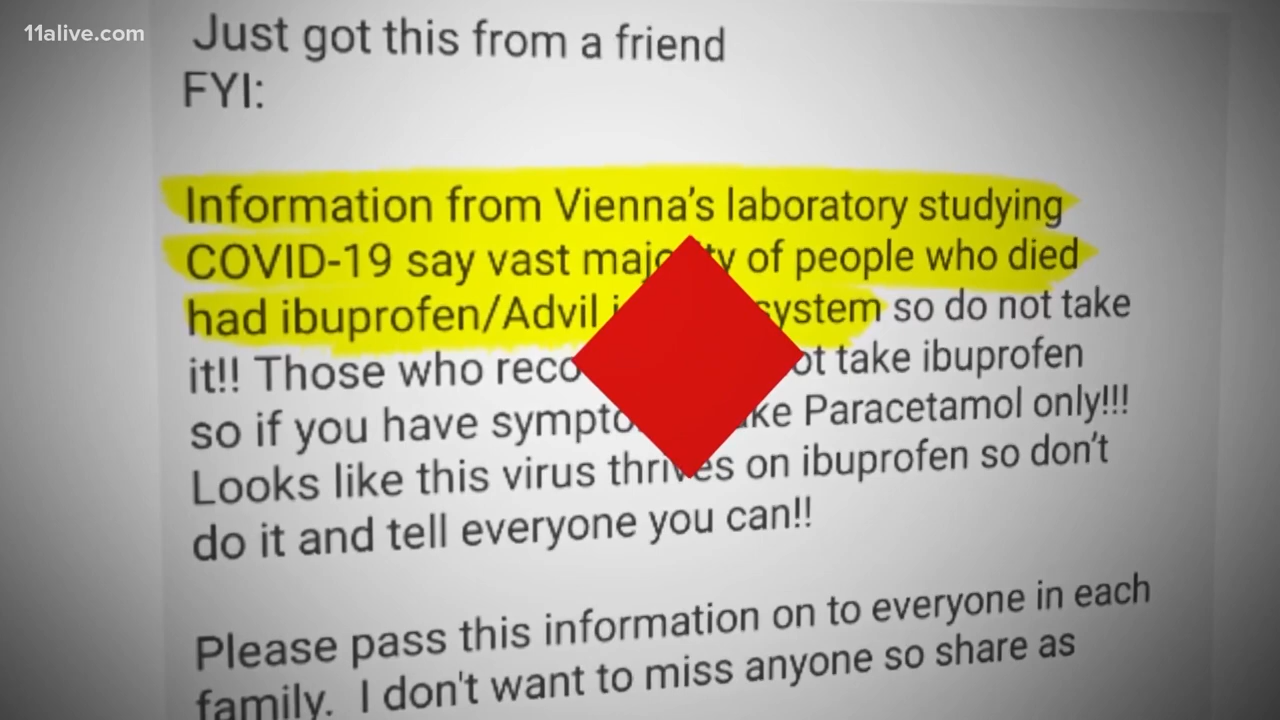 11alive.com
Just got this from a friend
FYI:
Information from Vienna's laboratory studying
COVID-19 say vast majority of people who died
had ibuprofen/Advil system so do not take
it!! Those who take ibuprofen
so if you have Paracetamol only!!!
Looks like this virus thrives on ibuprofen so don't
do it and tell everyone you can!!
Please pass this information on to everyone in each
family. I don't want to miss anyone so share as